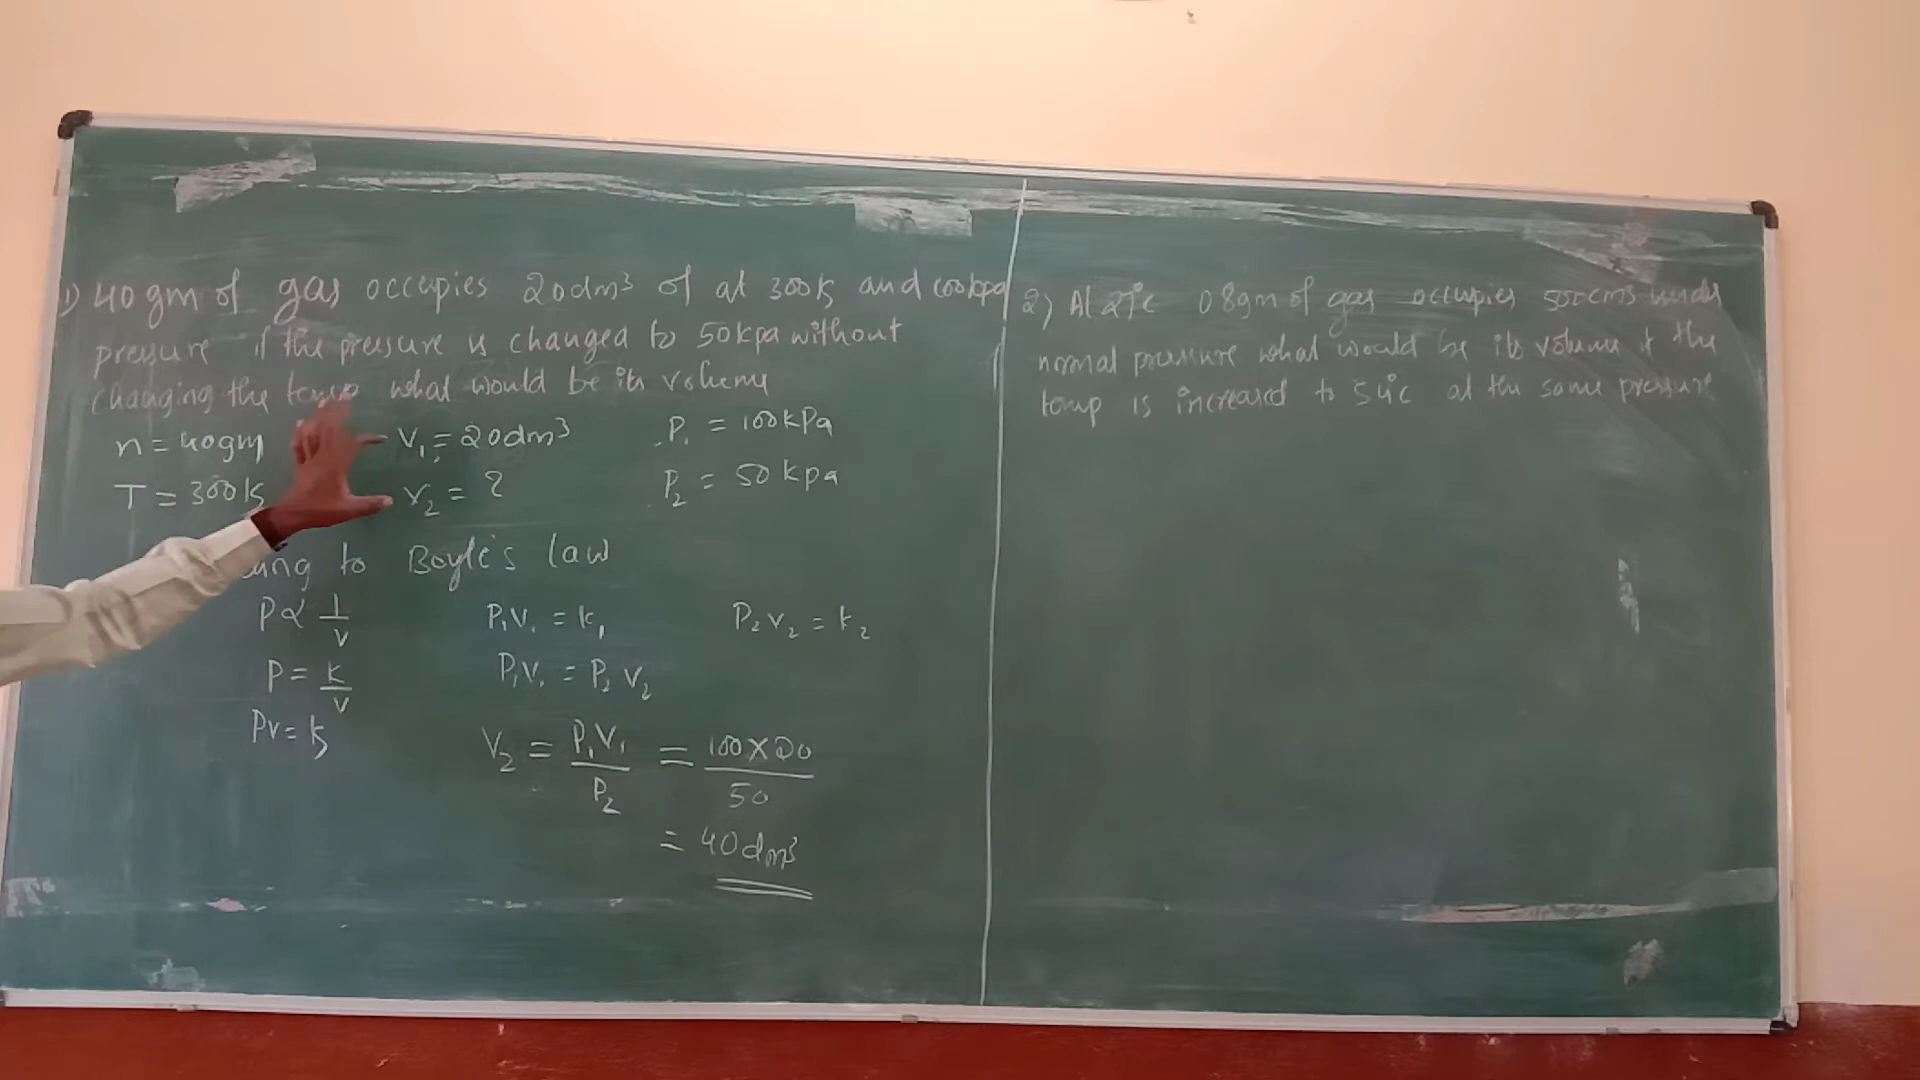 1) 40 gm of gas occupies 20dm³ of at 300k and 100kpa
pressure if the pressure is changed to 50kpa without
changing the temp what would be its volume
n = 40gm V₁ = 20dm³ P₁ = 100kPa
T = 300k V₂ = ? P₂ = 50kpa
to Boyle's law
P∝ 1/V P₁V₁ = k₁ P₂V₂ = k₂
P = k/V P₁V₁ = P₂V₂
PV = k
V₂ = P₁V₁/P₂ = 100X20/50
= 40dm³
2) At 27°c 0.8gm of gas occupies 500cm³ under
normal pressure what would be its volume if the
temp is increased to 54°c at the same pressure